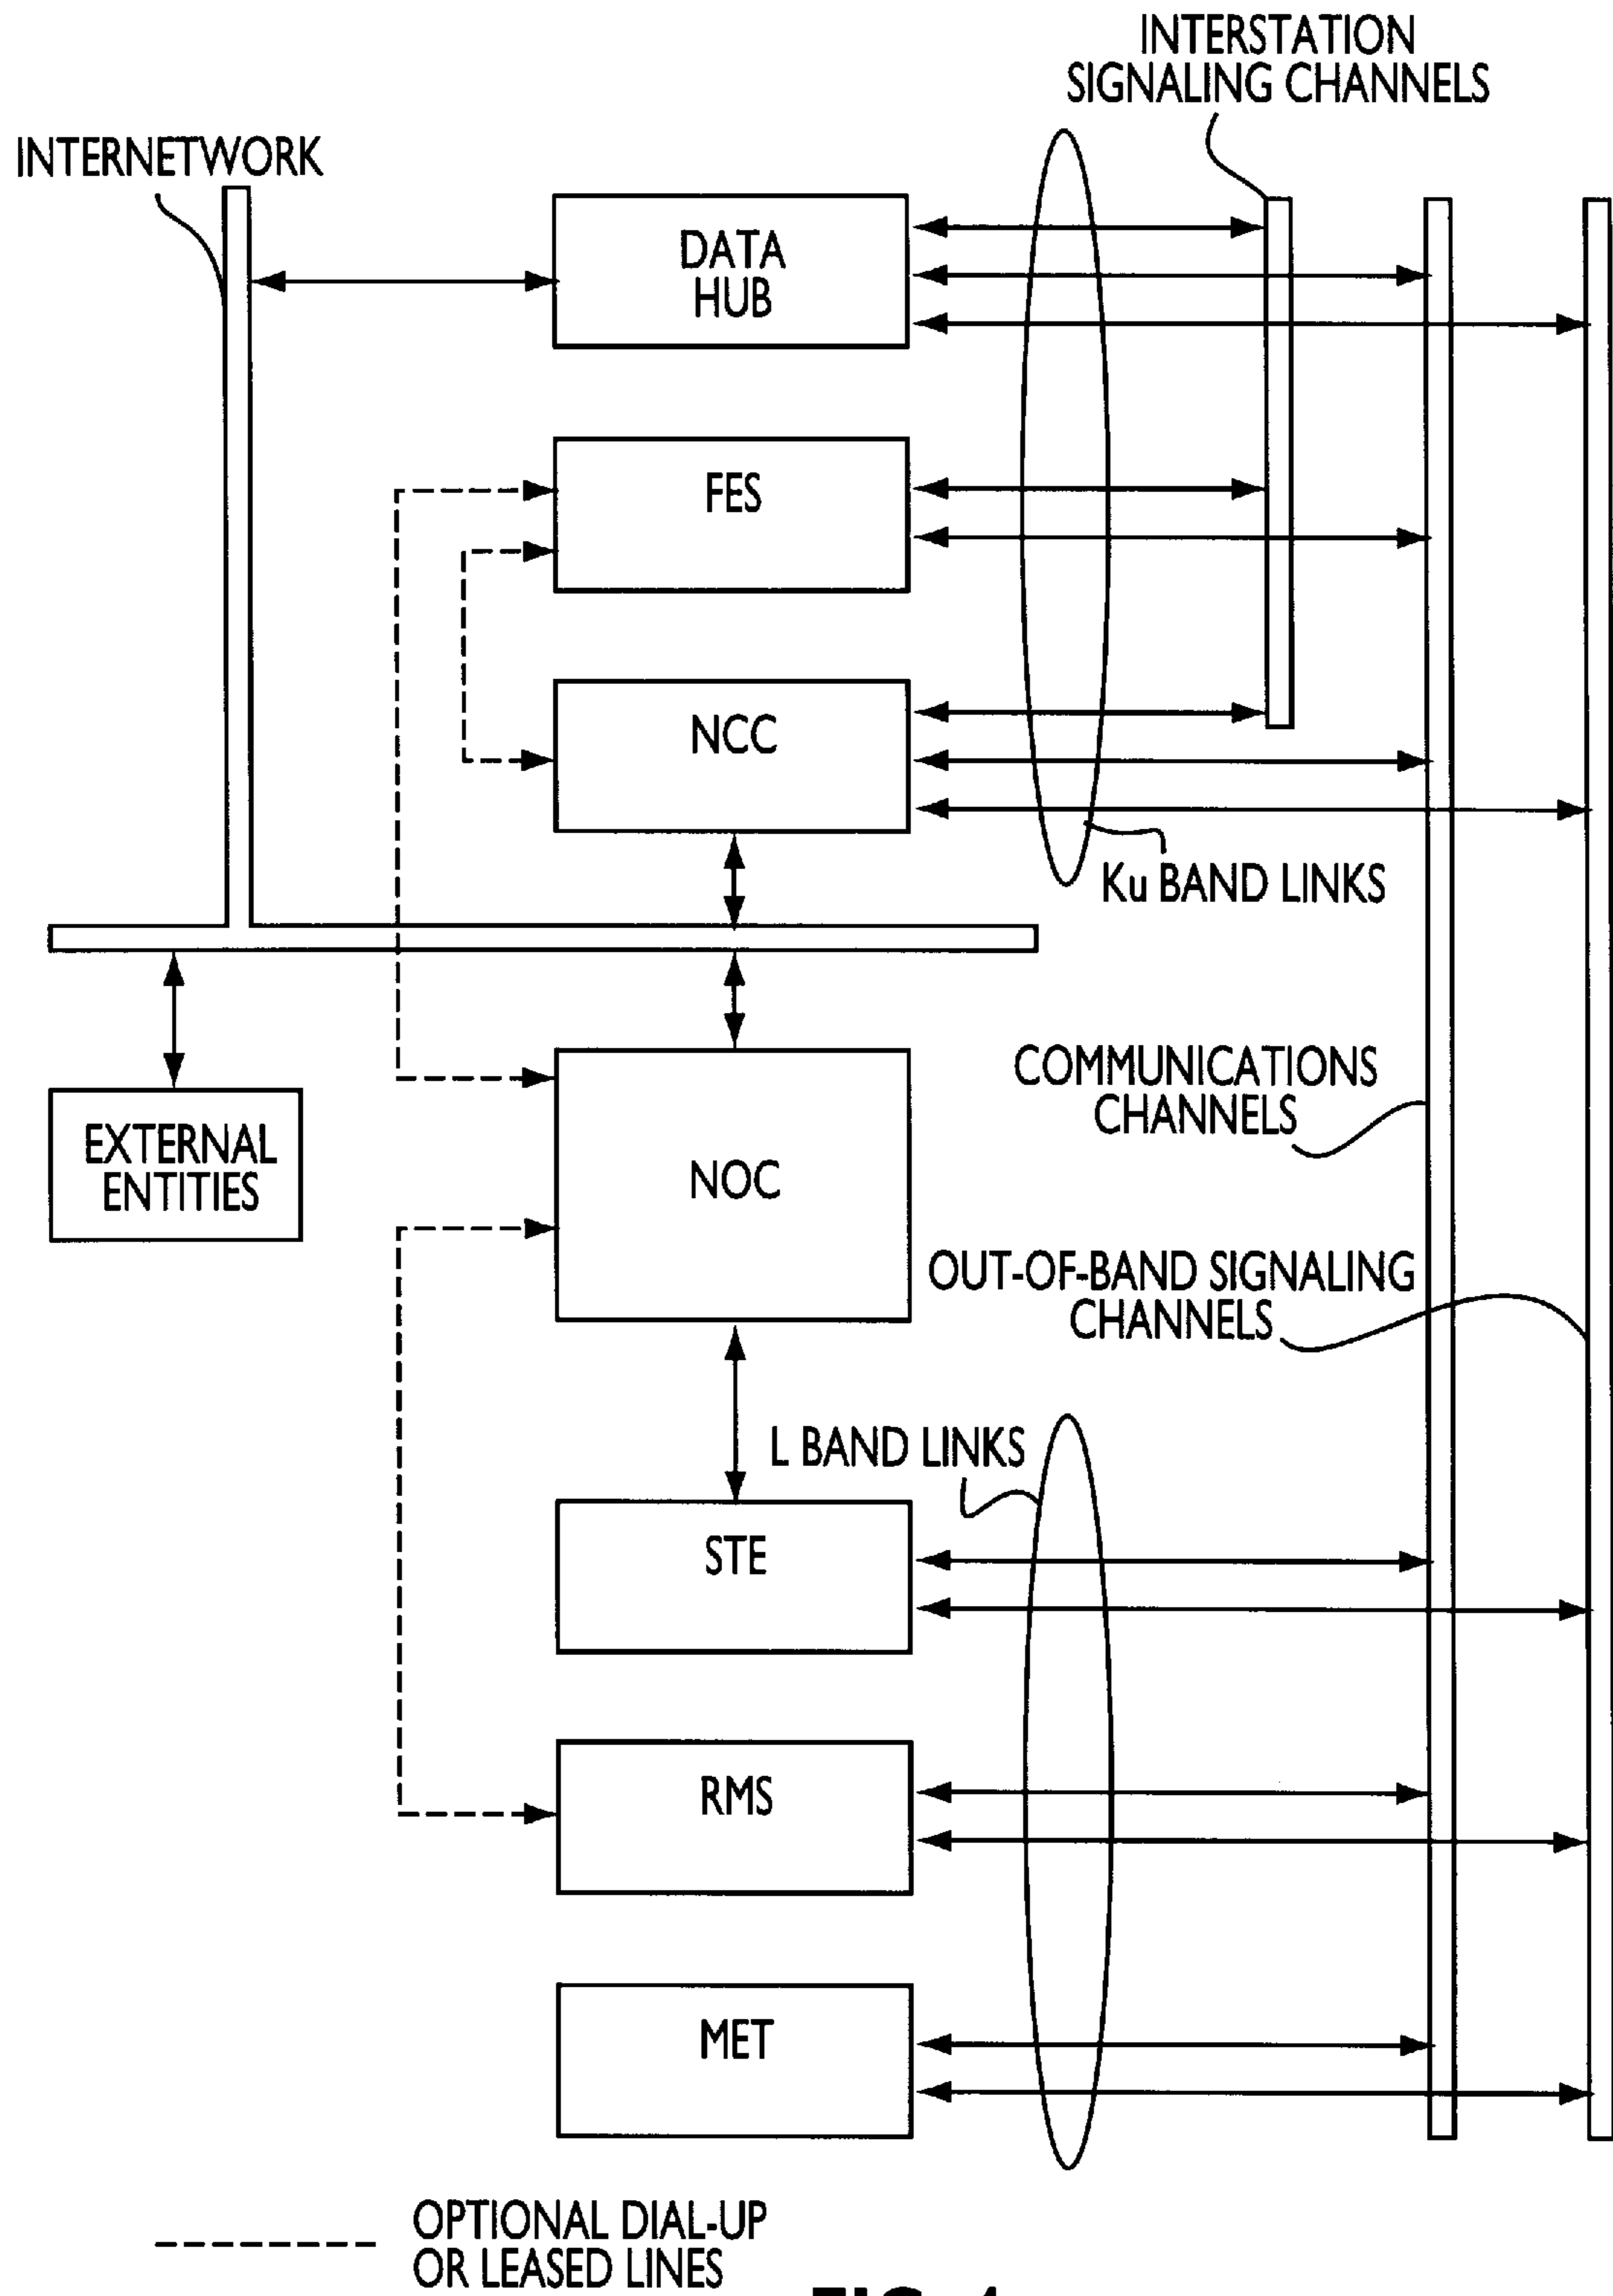 INTERSTATION
SIGNALING CHANNELS
INTERNETWORK
DATA
HUB
FES
NCC
Ku BAND LINKS
COMMUNICATIONS
CHANNELS
EXTERNAL
ENTITIES
NOC
OUT-OF-BAND SIGNALING
CHANNELS
L BAND LINKS
STE
RMS
MET
OPTIONAL DIAL-UP
OR LEASED LINES